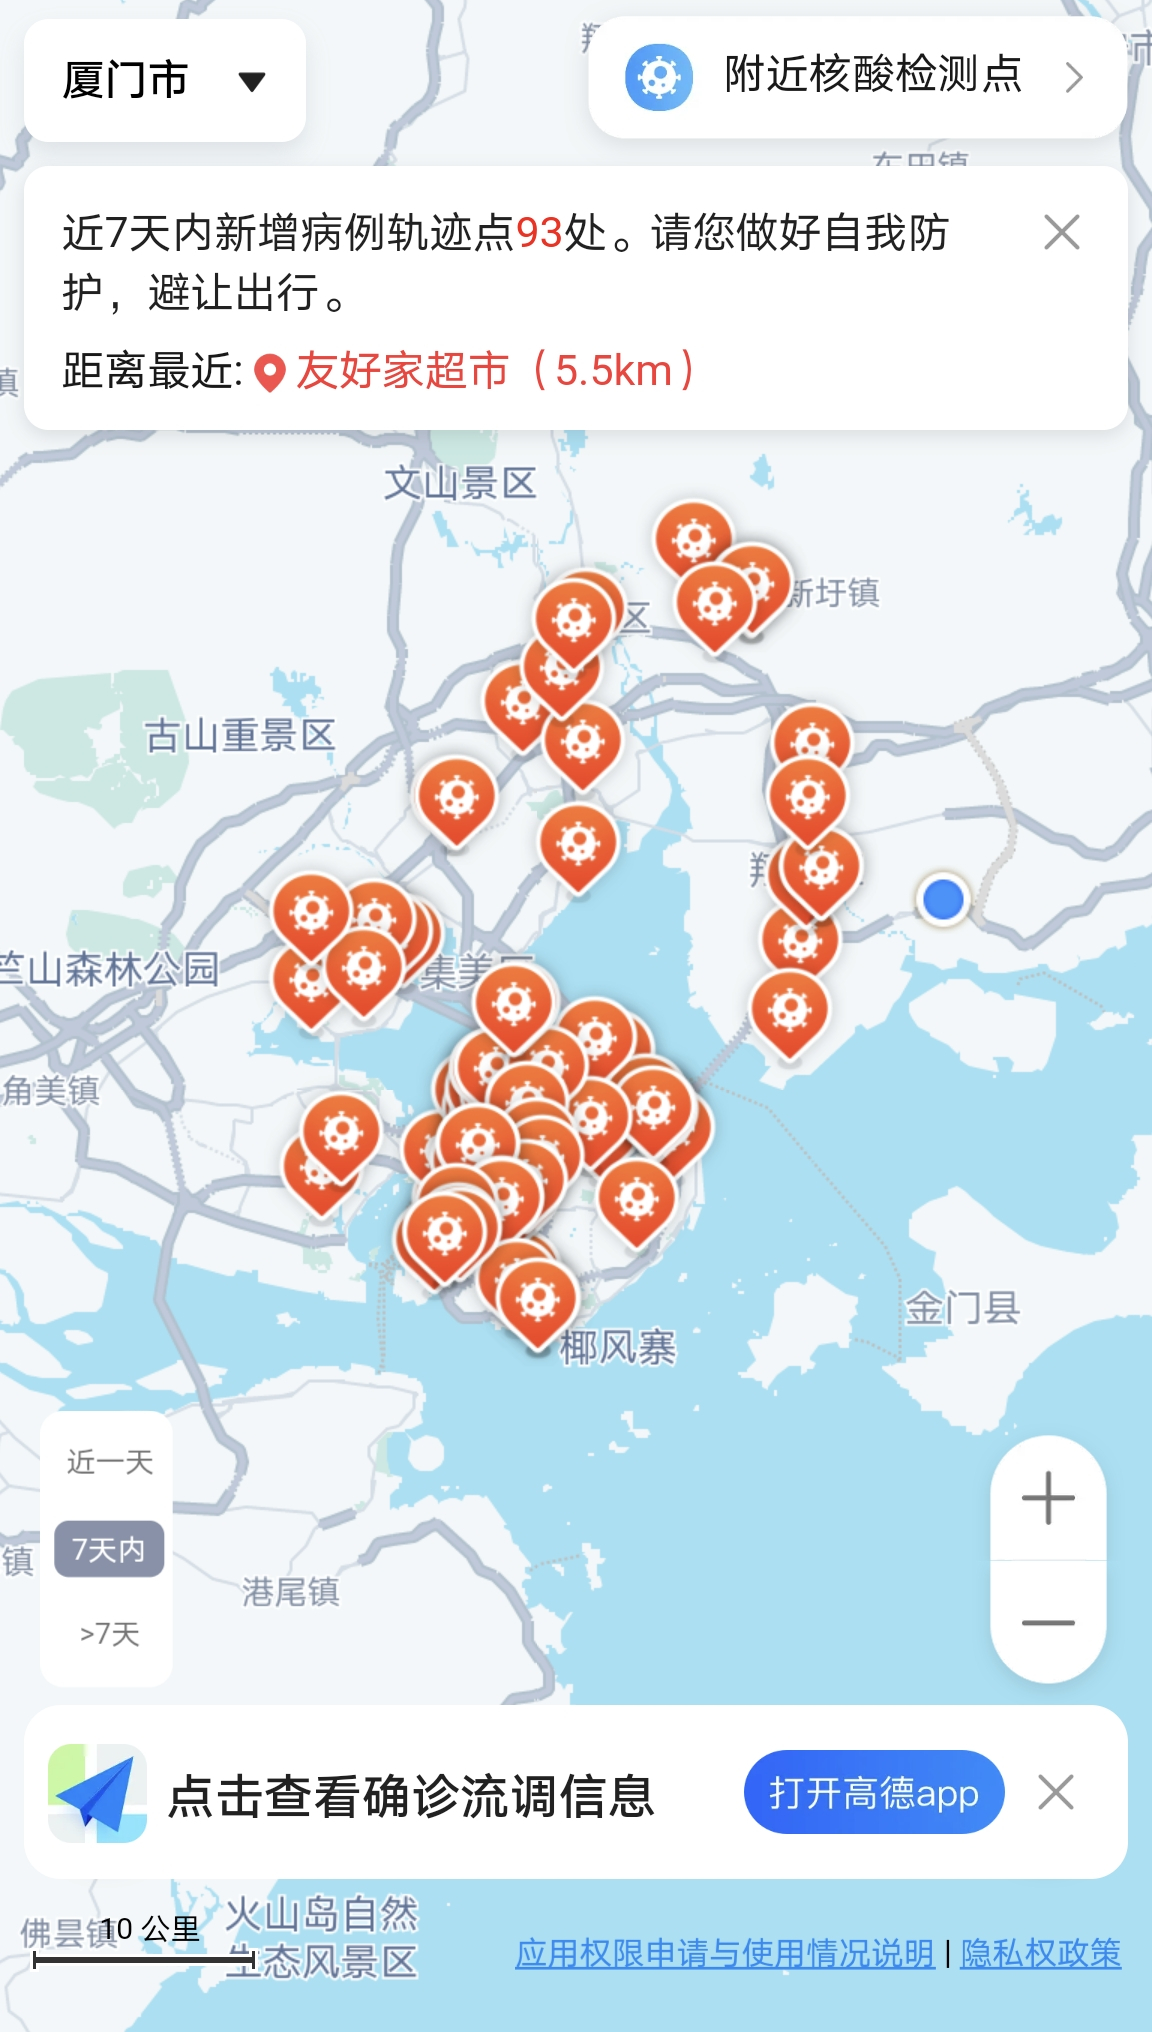 厦门市
附近核酸检测点
近7天内新增病例轨迹点93处。请您做好自我防
护，避让出行。
距离最近: 友好家超市（5.5km）
镇
文山景区
新圩镇
区
古山重景区
翔
竺山森林公园
集美区
角美镇
金门县
椰风寨
近一天
7天内
镇
港尾镇
>7天
点击查看确诊流调信息
打开高德app
火山岛自然
生态风景区
佛昙镇
10 公里
应用权限申请与使用情况说明 | 隐私权政策